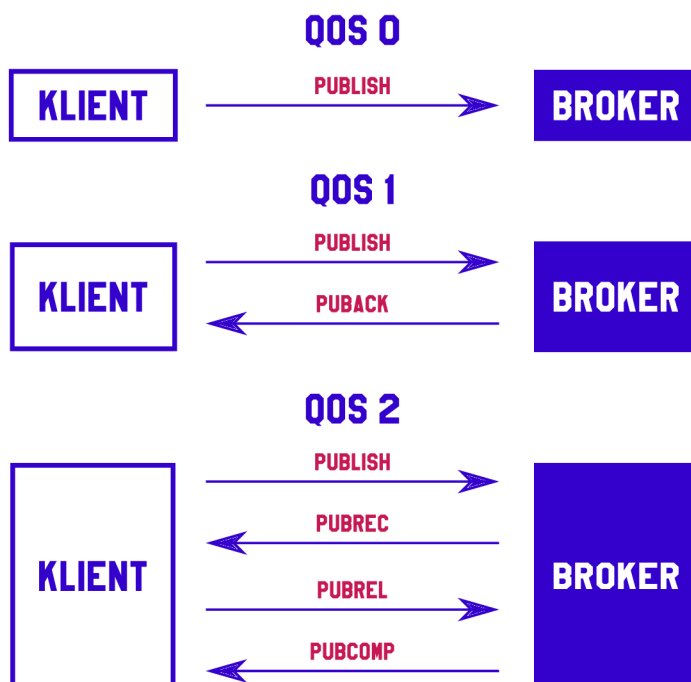 QOS 0
KLIENT
PUBLISH
BROKER
QOS 1
KLIENT
PUBLISH
PUBACK
BROKER
QOS 2
KLIENT
PUBLISH
PUBREC
PUBREL
PUBCOMP
BROKER